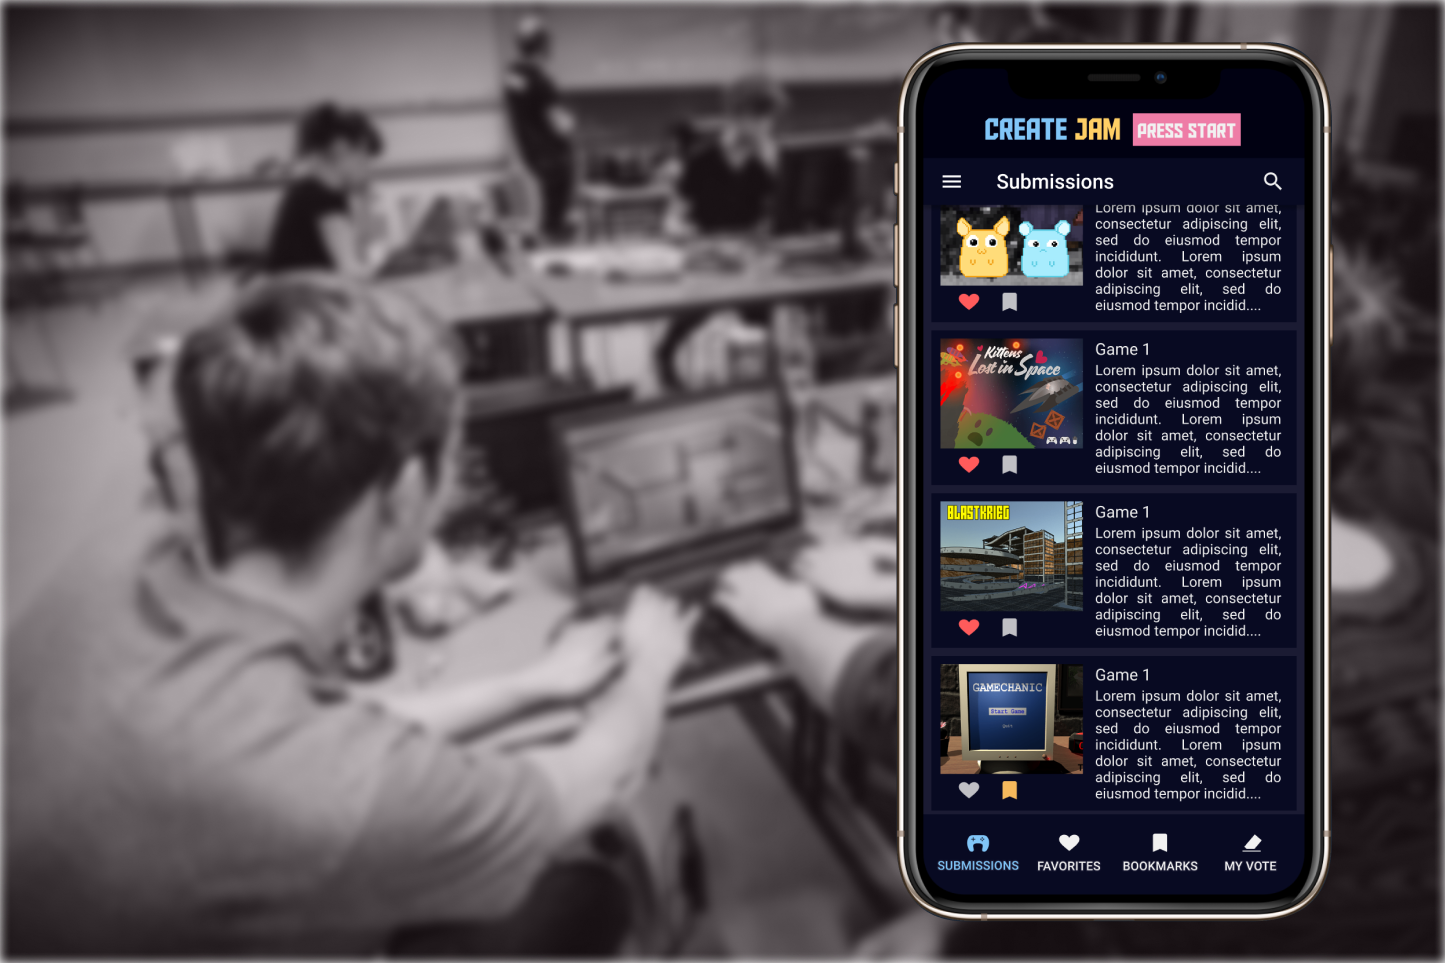 CREATE JAM PRESS START
Submissions
Lorem ipsum dolor sit amet,
consectetur adipiscing elit,
sed do eiusmod tempor
incididunt. Lorem ipsum
dolor sit amet, consectetur
adipiscing elit, sed do
eiusmod tempor incidid....
Kittens
Lost in Space
Game 1
Lorem ipsum dolor sit amet,
consectetur adipiscing elit,
sed do eiusmod tempor
incididunt. Lorem ipsum
dolor sit amet, consectetur
adipiscing elit, sed do
eiusmod tempor incidid....
BLASTKRIEG
Game 1
Lorem ipsum dolor sit amet,
consectetur adipiscing elit,
sed do eiusmod tempor
incididunt. Lorem ipsum
dolor sit amet, consectetur
adipiscing elit, sed do
eiusmod tempor incidid....
GAMECHANIC
Start Game
Quit
Game 1
Lorem ipsum dolor sit amet,
consectetur adipiscing elit,
sed do eiusmod tempor
incididunt. Lorem ipsum
dolor sit amet, consectetur
adipiscing elit, sed do
eiusmod tempor incidid....
SUBMISSIONS FAVORITES BOOKMARKS MY VOTE